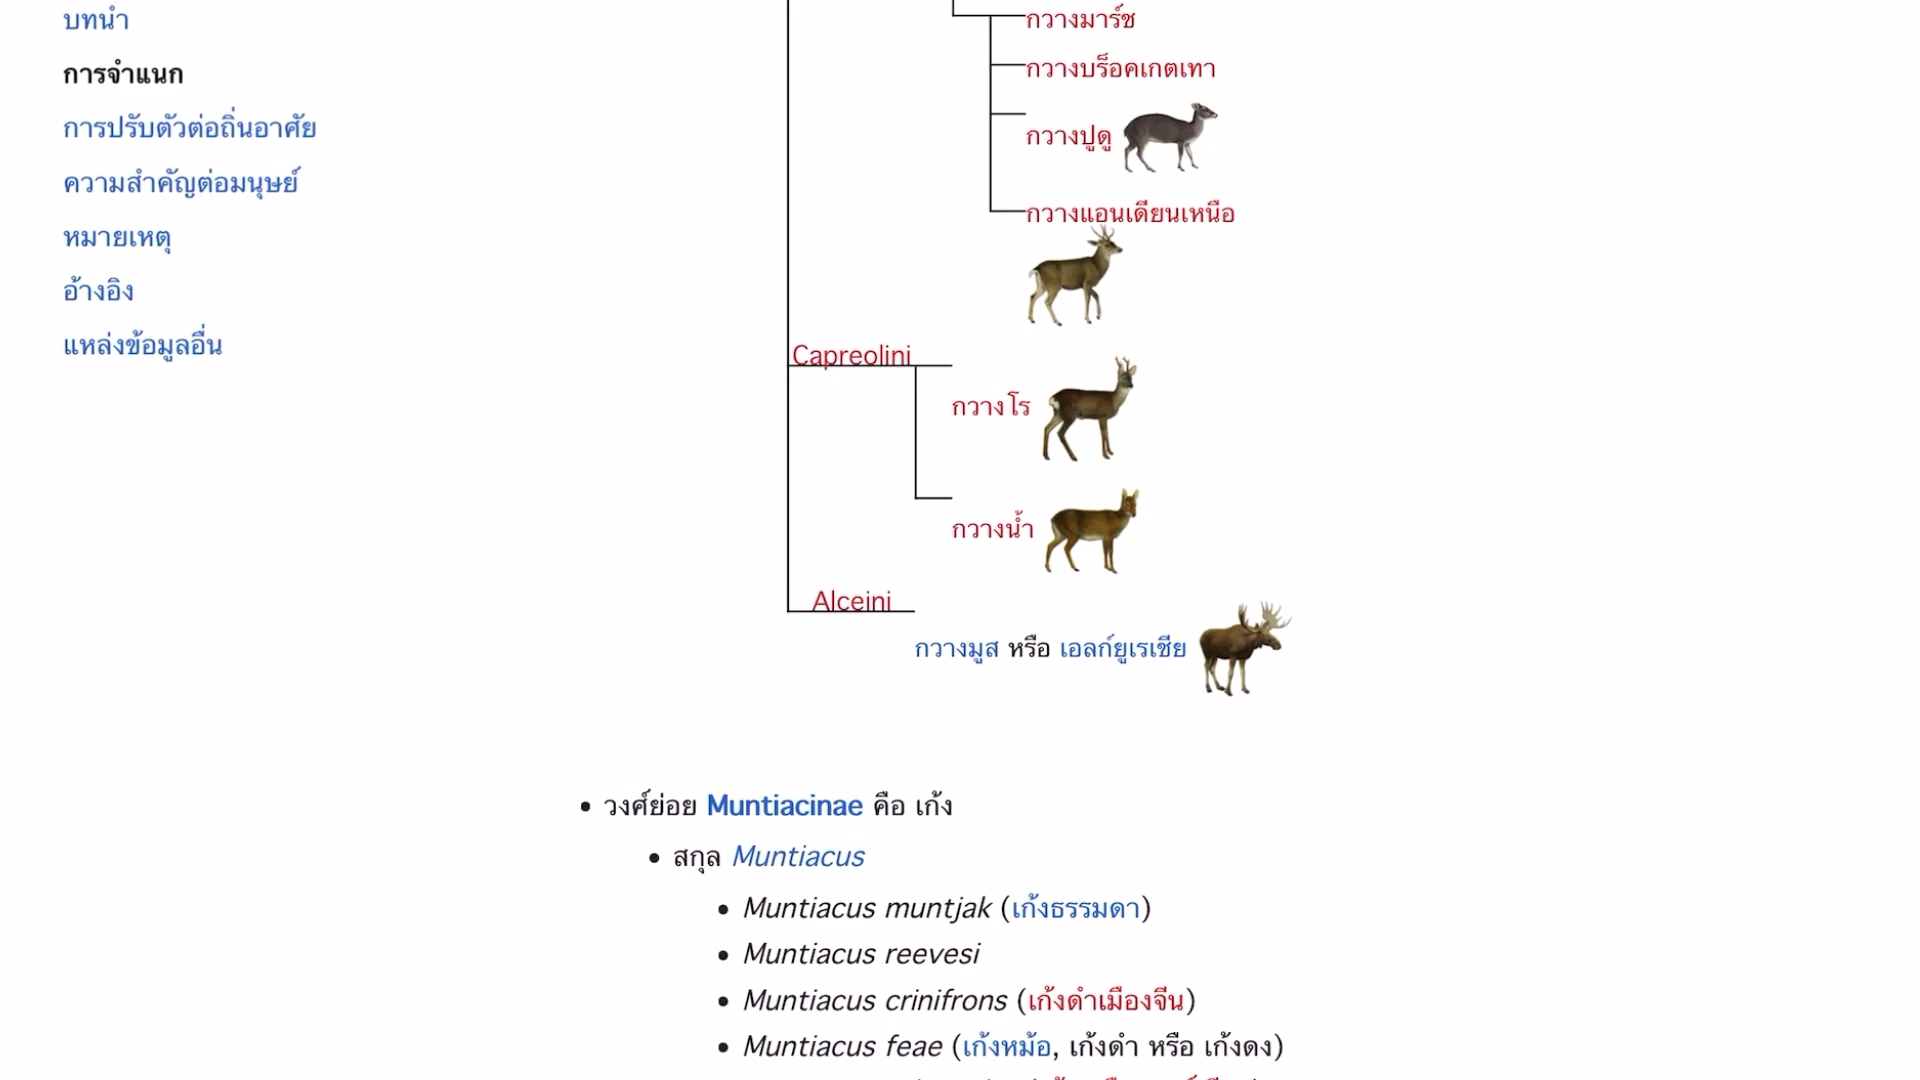 บทนำ
การจำแนก
การปรับตัวต่อถิ่นอาศัย
ความสำคัญต่อมนุษย์
หมายเหตุ
อ้างอิง
แหล่งข้อมูลอื่น
กวางมาร์ช
กวางบร็อคเกตเทา
กวางปูดู
กวางแอนเดียนเหนือ
Capreolini
กวางโร
กวางน้ำ
Alceini
กวางมูส หรือ เอลก์ยูเรเชีย
วงศ์ย่อย Muntiacinae คือ เก้ง
สกุล Muntiacus
Muntiacus muntjak (เก้งธรรมดา)
Muntiacus reevesi
Muntiacus crinifrons (เก้งดำเมืองจีน)
Muntiacus feae (เก้งหม้อ, เก้งดำ หรือ เก้งดง)